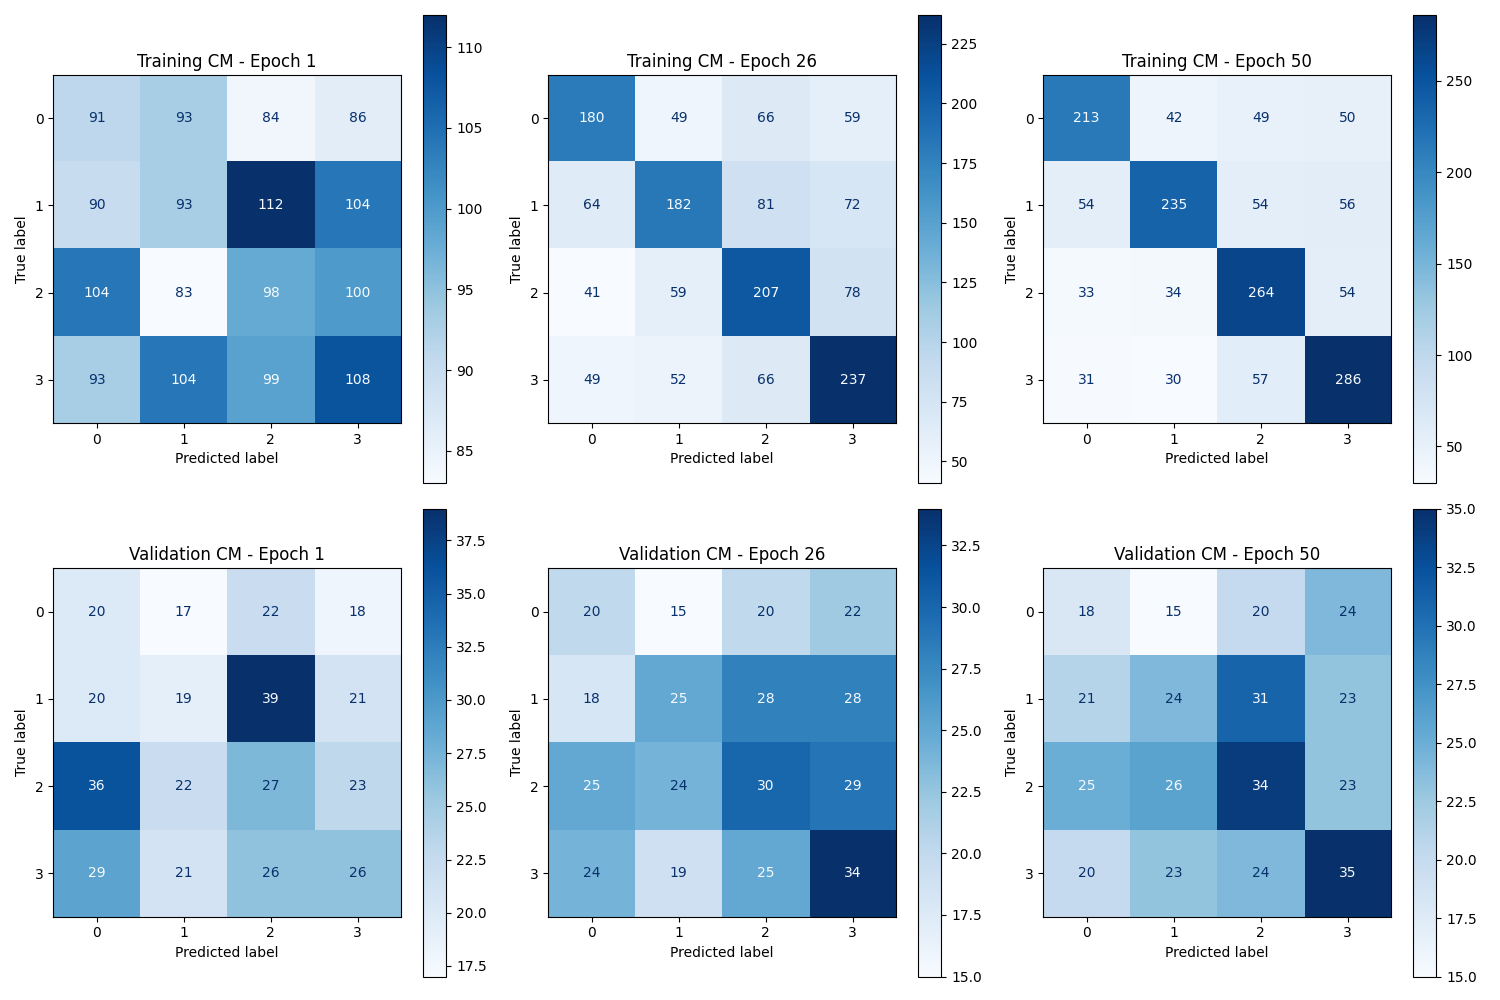 Training CM - Epoch 1
True label
0 91 93 84 86
1 90 93 112 104
2 104 83 98 100
3 93 104 99 108
0 1 2 3
Predicted label
110
105
100
95
90
85
Training CM - Epoch 26
True label
0 180 49 66 59
1 64 182 81 72
2 41 59 207 78
3 49 52 66 237
0 1 2 3
Predicted label
225
200
175
150
125
100
75
50
Training CM - Epoch 50
True label
0 213 42 49 50
1 54 235 54 56
2 33 34 264 54
3 31 30 57 286
0 1 2 3
Predicted label
250
200
150
100
50
Validation CM - Epoch 1
True label
0 20 17 22 18
1 20 19 39 21
2 36 22 27 23
3 29 21 26 26
0 1 2 3
Predicted label
37.5
35.0
32.5
30.0
27.5
25.0
22.5
20.0
17.5
Validation CM - Epoch 26
True label
0 20 15 20 22
1 18 25 28 28
2 25 24 30 29
3 24 19 25 34
0 1 2 3
Predicted label
32.5
30.0
27.5
25.0
22.5
20.0
17.5
15.0
Validation CM - Epoch 50
True label
0 18 15 20 24
1 21 24 31 23
2 25 26 34 23
3 20 23 24 35
0 1 2 3
Predicted label
35.0
32.5
30.0
27.5
25.0
22.5
20.0
17.5
15.0